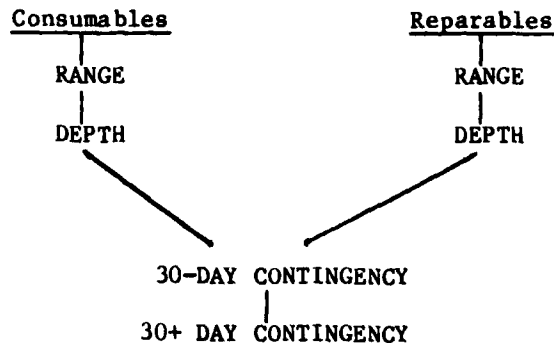 Consumables Reparables
RANGE RANGE
DEPTH DEPTH
30-DAY CONTINGENCY
30+ DAY CONTINGENCY